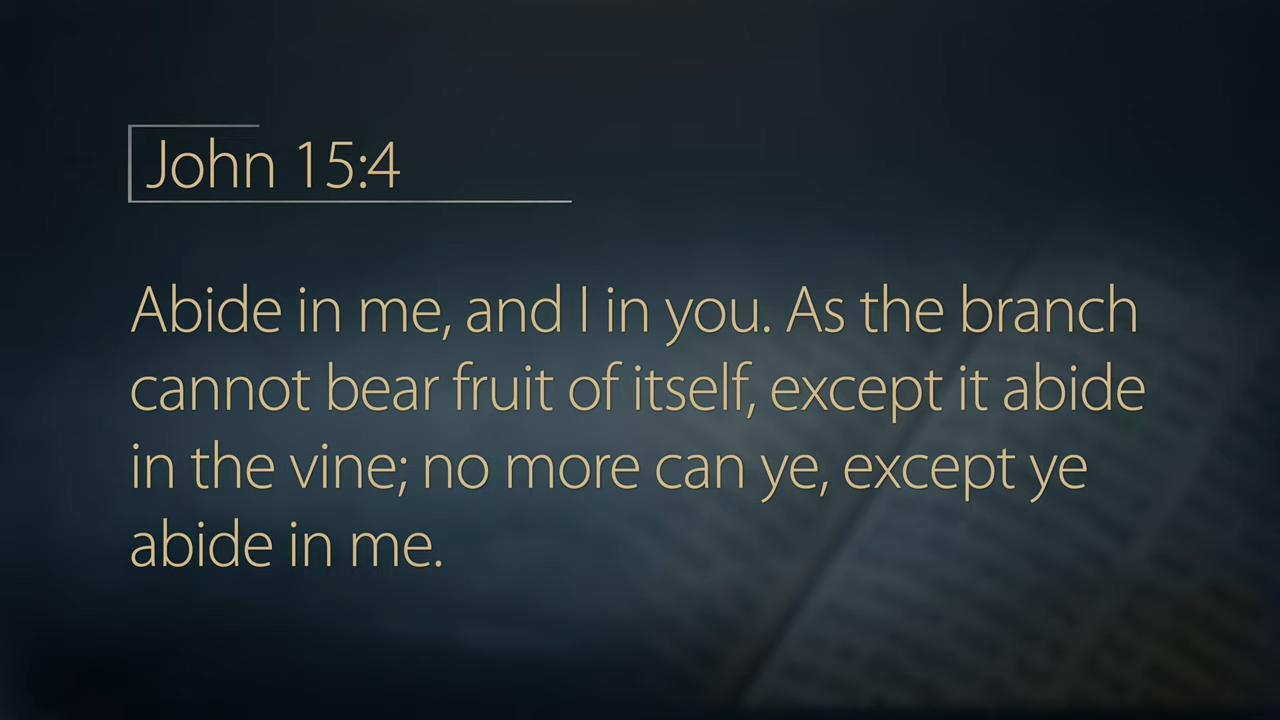 John 15:4
Abide in me, and I in you. As the branch
cannot bear fruit of itself, except it abide
in the vine; no more can ye, except ye
abide in me.